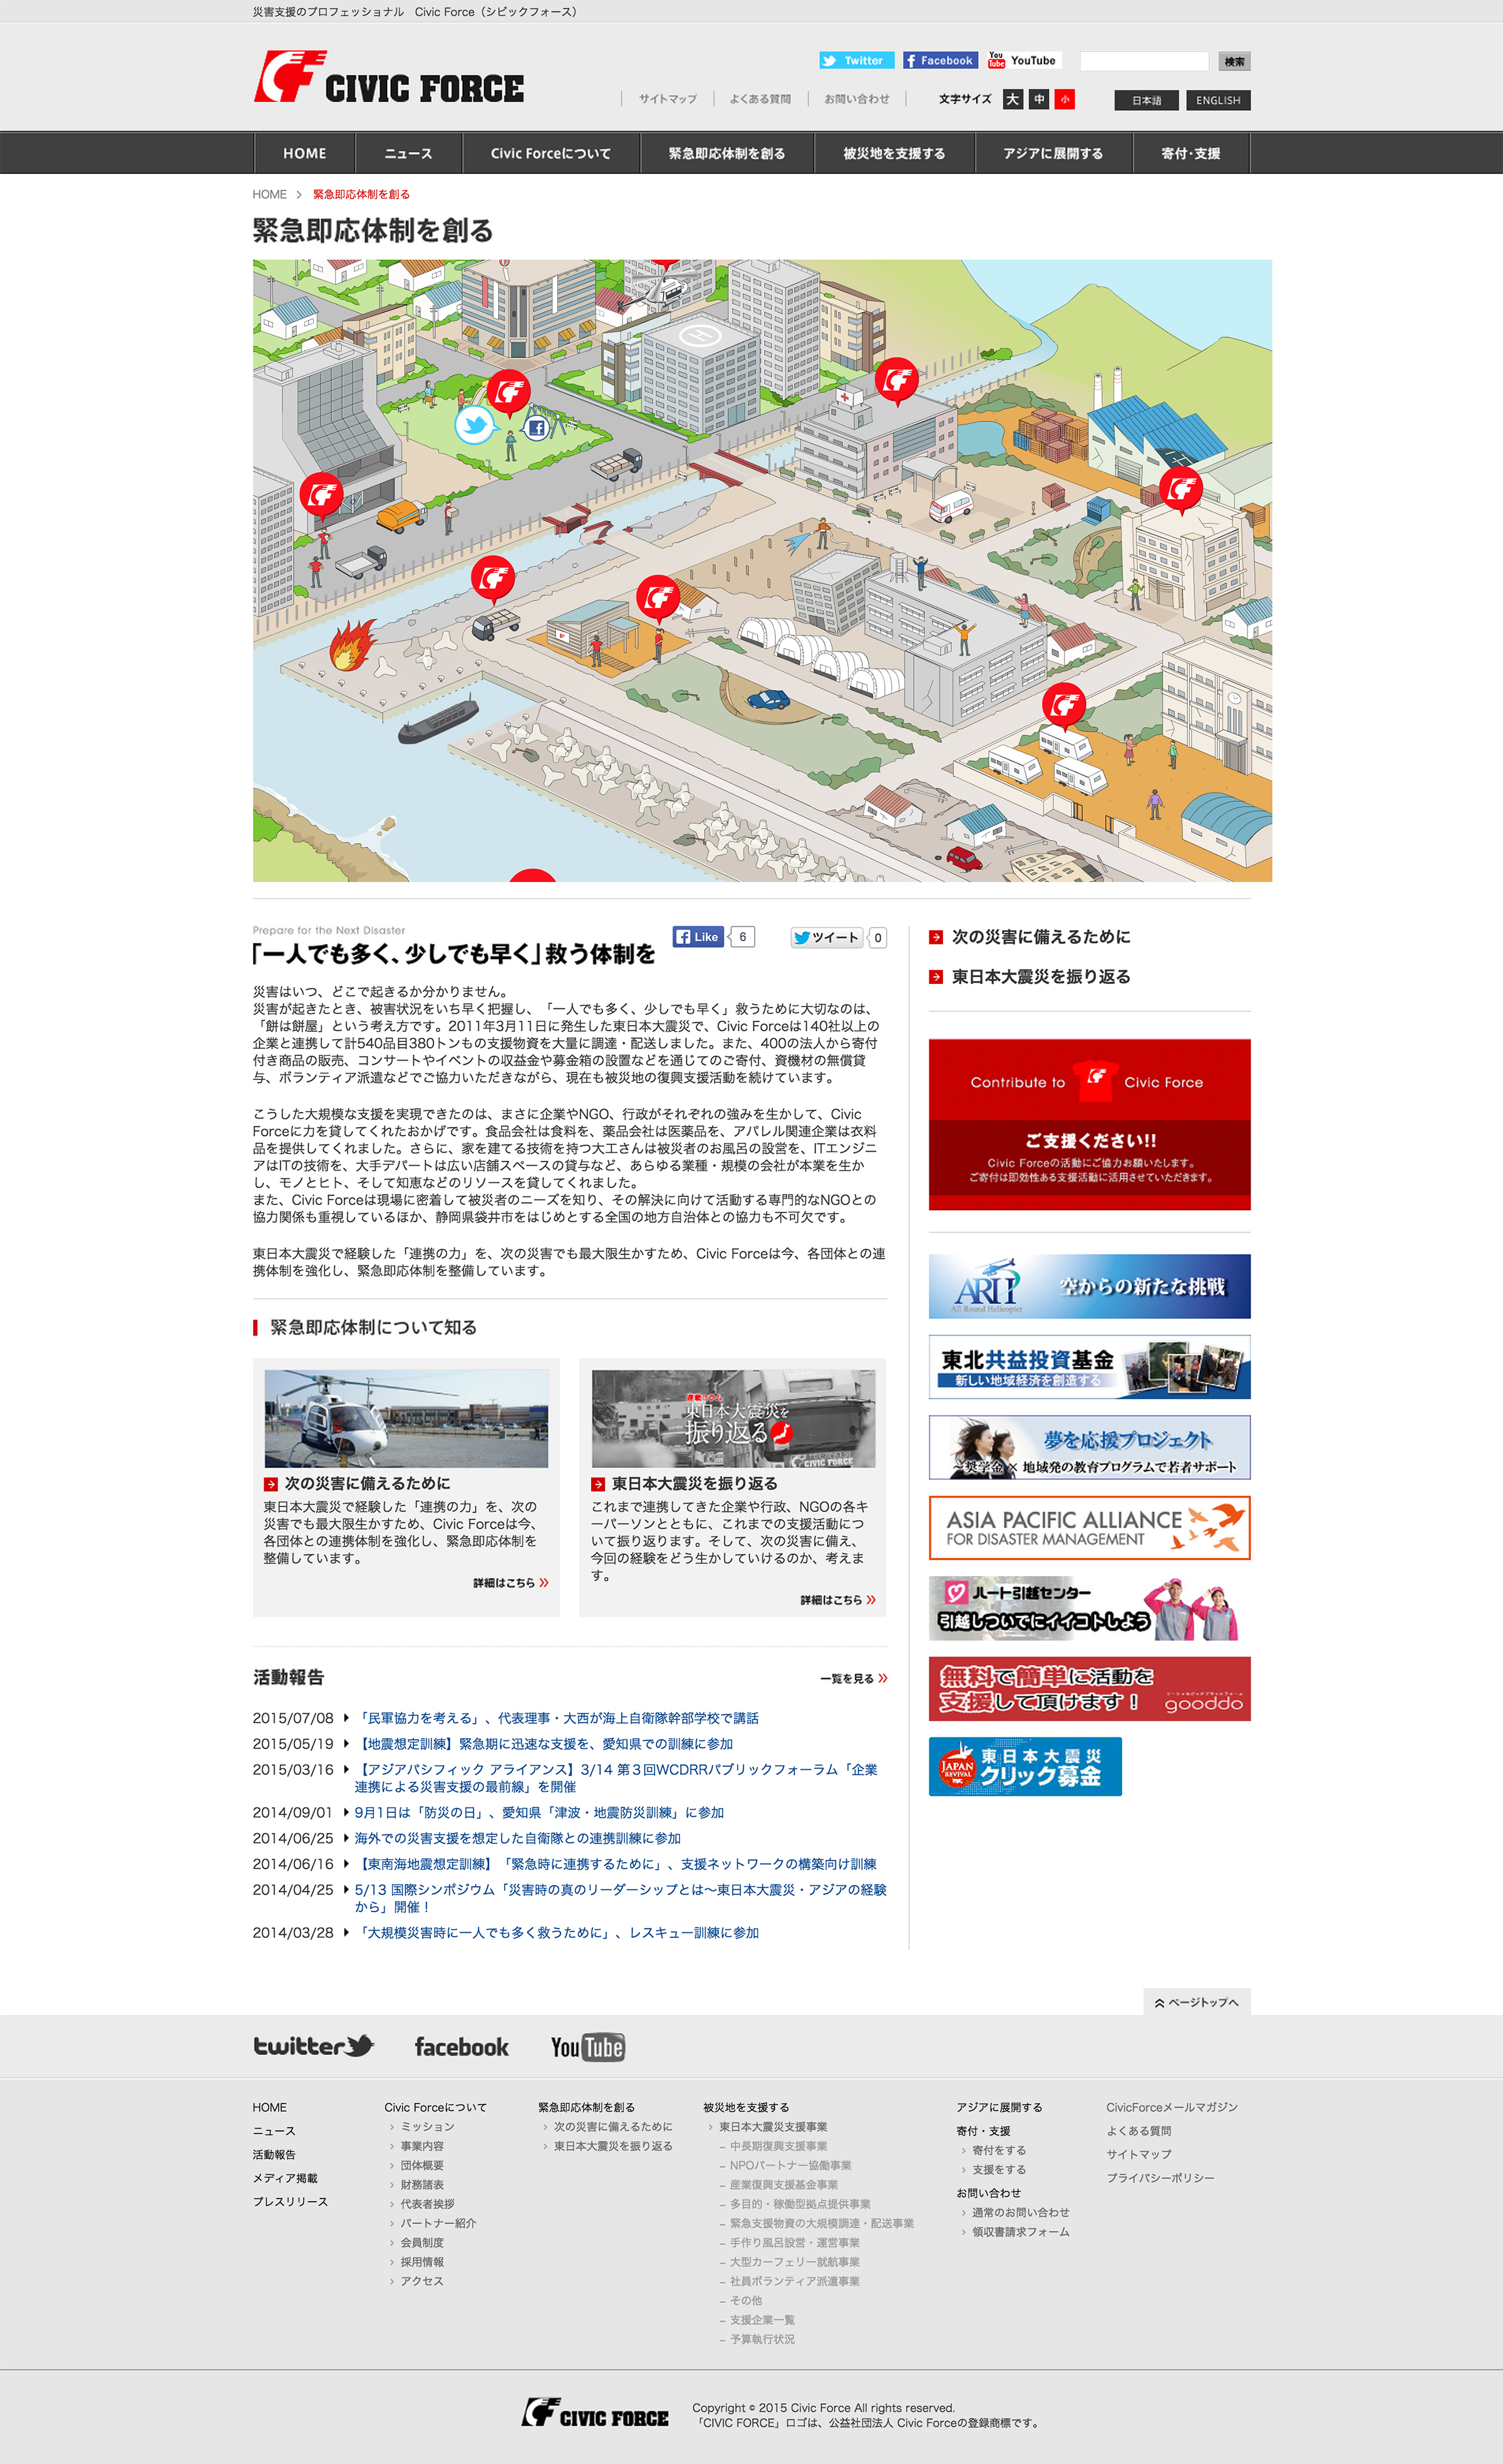 災害支援のプロフェッショナル　Civic Force（シビックフォース）
CIVIC FORCE
Twitter
Facebook
YouTube
検索
サイトマップ
よくある質問
お問い合わせ
文字サイズ
大
中
小
日本語
ENGLISH
HOME
ニュース
Civic Forceについて
緊急即応体制を創る
被災地を支援する
アジアに展開する
寄付・支援
HOME > 緊急即応体制を創る
緊急即応体制を創る
Prepare for the Next Disaster
「一人でも多く、少しでも早く」救う体制を
Like 6
ツイート 0
災害はいつ、どこで起きるか分かりません。
災害が起きたとき、被害状況をいち早く把握し、「一人でも多く、少しでも早く」救うために大切なのは、
「餅は餅屋」という考え方です。2011年3月11日に発生した東日本大震災で、Civic Forceは140社以上の
企業と連携して計540品目380トンもの支援物資を大量に調達・配送しました。また、400の法人から寄付
付き商品の販売、コンサートやイベントの収益金や募金箱の設置などを通じてのご寄付、資機材の無償貸
与、ボランティア派遣などでご協力いただきながら、現在も被災地の復興支援活動を続けています。
こうした大規模な支援を実現できたのは、まさに企業やNGO、行政がそれぞれの強みを生かして、Civic
Forceに力を貸してくれたおかげです。食品会社は食料を、薬品会社は医薬品を、アパレル関連企業は衣料
品を提供してくれました。さらに、家を建てる技術を持つ大工さんは被災者のお風呂の設営を、ITエンジニ
アはITの技術を、大手デパートは広い店舗スペースの貸与など、あらゆる業種・規模の会社が本業を生か
し、モノとヒト、そして知恵などのリソースを貸してくれました。
また、Civic Forceは現場に密着して被災者のニーズを知り、その解決に向けて活動する専門的なNGOとの
協力関係も重視しているほか、静岡県袋井市をはじめとする全国の地方自治体との協力も不可欠です。
東日本大震災で経験した「連携の力」を、次の災害でも最大限生かすため、Civic Forceは今、各団体との連
携体制を強化し、緊急即応体制を整備しています。
緊急即応体制について知る
次の災害に備えるために
東日本大震災で経験した「連携の力」を、次の
災害でも最大限生かすため、Civic Forceは今、
各団体との連携体制を強化し、緊急即応体制を
整備しています。
詳細はこちら
連載コラム
東日本大震災を
振り返る
CIVIC FORCE
東日本大震災を振り返る
これまで連携してきた企業や行政、NGOの各キ
ーパーソンとともに、これまでの支援活動につ
いて振り返ります。そして、次の災害に備え、
今回の経験をどう生かしていけるのか、考えま
す。
詳細はこちら
活動報告
一覧を見る
2015/07/08 「民軍協力を考える」、代表理事・大西が海上自衛隊幹部学校で講話
2015/05/19 【地震想定訓練】緊急期に迅速な支援を、愛知県での訓練に参加
2015/03/16 【アジアパシフィック アライアンス】3/14 第３回WCDRRパブリックフォーラム「企業
連携による災害支援の最前線」を開催
2014/09/01 9月1日は「防災の日」、愛知県「津波・地震防災訓練」に参加
2014/06/25 海外での災害支援を想定した自衛隊との連携訓練に参加
2014/06/16 【東南海地震想定訓練】「緊急時に連携するために」、支援ネットワークの構築向け訓練
2014/04/25 5/13 国際シンポジウム「災害時の真のリーダーシップとは～東日本大震災・アジアの経験
から」開催！
2014/03/28 「大規模災害時に一人でも多く救うために」、レスキュー訓練に参加
次の災害に備えるために
東日本大震災を振り返る
Contribute to Civic Force
ご支援ください!!
Civic Forceの活動にご協力お願いいたします。
ご寄付は即効性ある支援活動に活用させていただきます。
ARH
All Round Helicopter
空からの新たな挑戦
東北共益投資基金
新しい地域経済を創造する
夢を応援プロジェクト
～奨学金×地域発の教育プログラムで若者サポート
ASIA PACIFIC ALLIANCE
FOR DISASTER MANAGEMENT
ハート引越センター
引越しついでにイイコトしよう
無料で簡単に活動を
支援して頂けます！
gooddo
JAPAN
REVIVAL
東日本大震災
クリック募金
ページトップへ
twitter
facebook
YouTube
HOME
ニュース
活動報告
メディア掲載
プレスリリース
Civic Forceについて
ミッション
事業内容
団体概要
財務諸表
代表者挨拶
パートナー紹介
会員制度
採用情報
アクセス
緊急即応体制を創る
次の災害に備えるために
東日本大震災を振り返る
被災地を支援する
東日本大震災支援事業
– 中長期復興支援事業
– NPOパートナー協働事業
– 産業復興支援基金事業
– 多目的・稼働型拠点提供事業
– 緊急支援物資の大規模調達・配送事業
– 手作り風呂設営・運営事業
– 大型カーフェリー就航事業
– 社員ボランティア派遣事業
– その他
– 支援企業一覧
– 予算執行状況
アジアに展開する
寄付・支援
寄付をする
支援をする
お問い合わせ
通常のお問い合わせ
領収書請求フォーム
CivicForceメールマガジン
よくある質問
サイトマップ
プライバシーポリシー
CIVIC FORCE
Copyright © 2015 Civic Force All rights reserved.
「CIVIC FORCE」ロゴは、公益社団法人 Civic Forceの登録商標です。